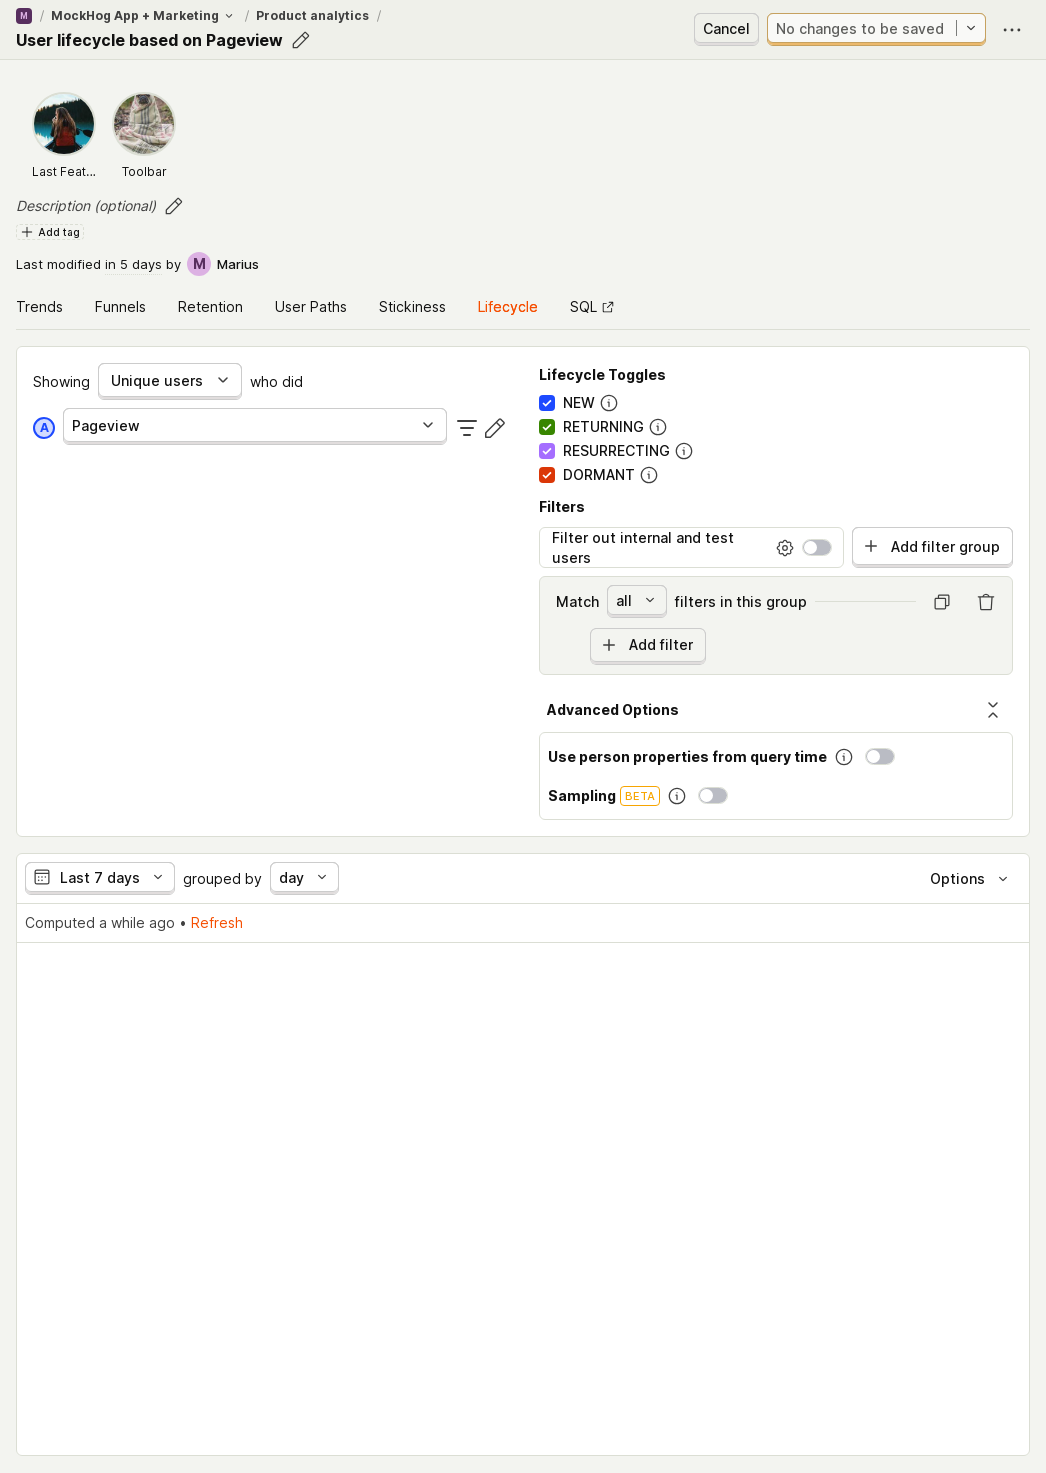 M / MockHog App + Marketing / Product analytics /
User lifecycle based on Pageview
Cancel
No changes to be saved
Last Feat...
Toolbar
Description (optional)
Add tag
Last modified in 5 days by M Marius
Trends Funnels Retention User Paths Stickiness Lifecycle SQL
Showing Unique users who did
A Pageview
Lifecycle Toggles
NEW
RETURNING
RESURRECTING
DORMANT
Filters
Filter out internal and test
users
Add filter group
Match all filters in this group
Add filter
Advanced Options
Use person properties from query time
Sampling BETA
Last 7 days grouped by day
Options
Computed a while ago • Refresh